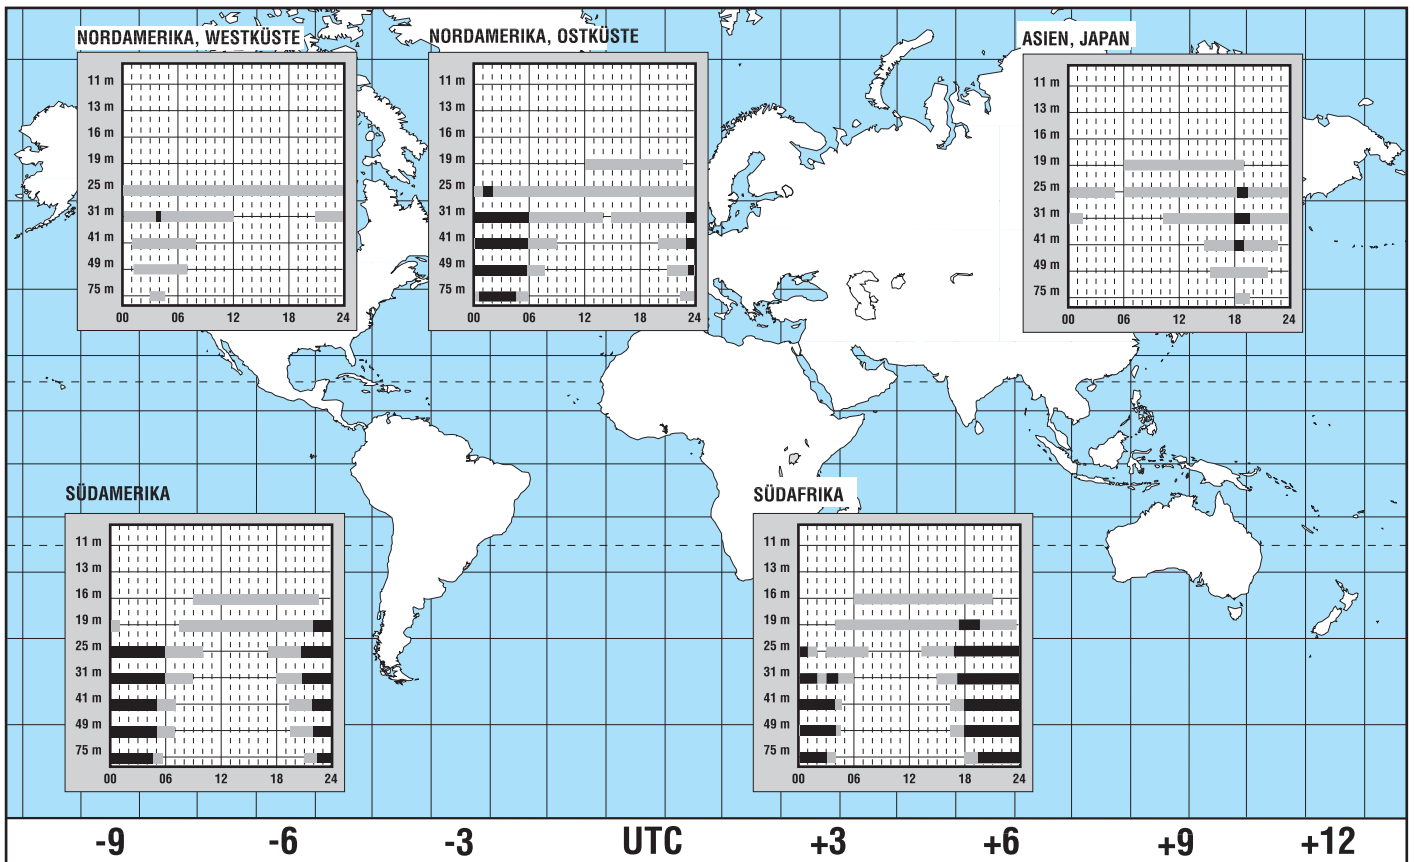 NORDAMERIKA, WESTKÜSTE
11 m
13 m
16 m
19 m
25 m
31 m
41 m
49 m
75 m
00 06 12 18 24
NORDAMERIKA, OSTKÜSTE
11 m
13 m
16 m
19 m
25 m
31 m
41 m
49 m
75 m
00 06 12 18 24
ASIEN, JAPAN
11 m
13 m
16 m
19 m
25 m
31 m
41 m
49 m
75 m
00 06 12 18 24
SÜDAMERIKA
11 m
13 m
16 m
19 m
25 m
31 m
41 m
49 m
75 m
00 06 12 18 24
SÜDAFRIKA
11 m
13 m
16 m
19 m
25 m
31 m
41 m
49 m
75 m
00 06 12 18 24
-9 -6 -3 UTC +3 +6 +9 +12